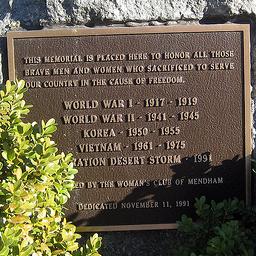 THIS MEMORIAL IS PLACED HERE TO HONOR ALL THOSE
BRAVE MEN AND WOMEN WHO SACRIFICED TO SERVE
OUR COUNTRY IN THE CAUSE OF FREEDOM.
WORLD WAR I - 1917 - 1919
WORLD WAR II - 1941 - 1945
KOREA - 1950 - 1955
VIETNAM - 1961 - 1975
RATION DESERT STORM - 1991
ED BY THE WOMAN'S CLUB OF MENDHAM
DEDICATED NOVEMBER 11, 1991